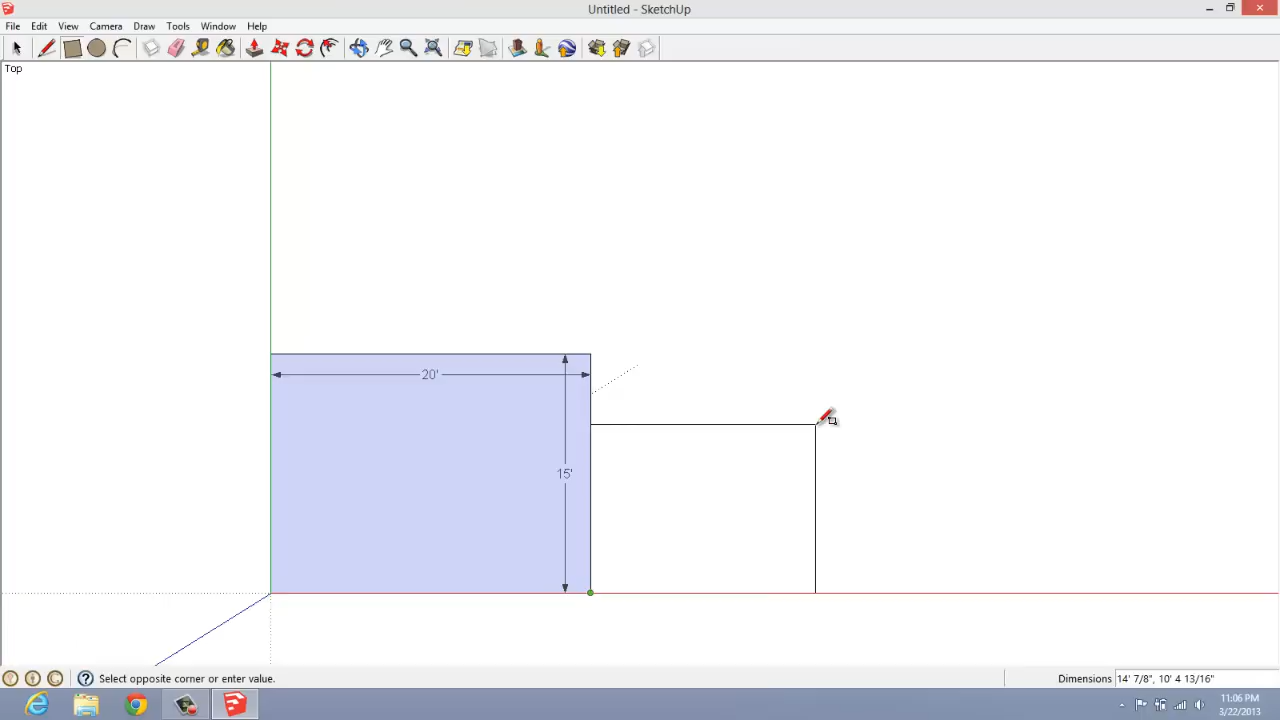 Untitled - SketchUp
File Edit View Camera Draw Tools Window Help
Top
20'
15'
Select opposite corner or enter value.
Dimensions 14' 7/8", 10' 4 13/16"
11:06 PM
3/22/2013